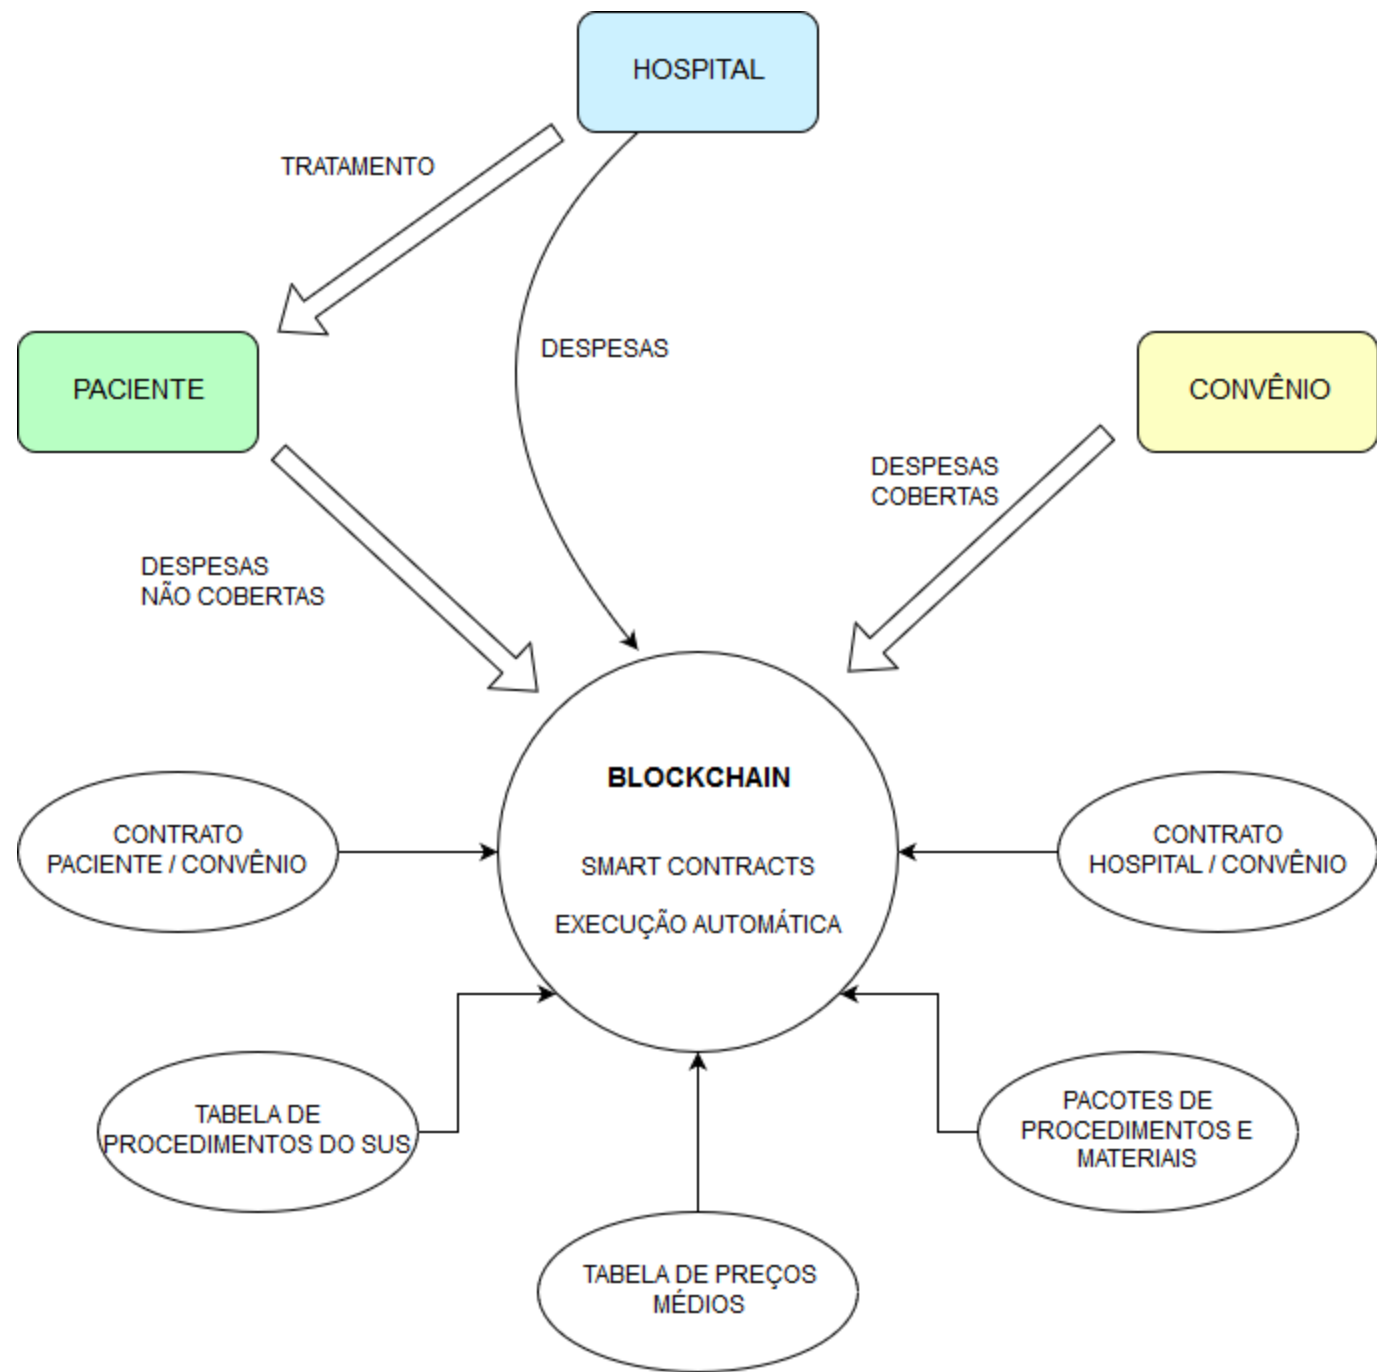 HOSPITAL
TRATAMENTO
DESPESAS
PACIENTE
CONVÊNIO
DESPESAS
COBERTAS
DESPESAS
NÃO COBERTAS
BLOCKCHAIN
SMART CONTRACTS
EXECUÇÃO AUTOMÁTICA
CONTRATO
PACIENTE / CONVÊNIO
CONTRATO
HOSPITAL / CONVÊNIO
TABELA DE
PROCEDIMENTOS DO SUS
PACOTES DE
PROCEDIMENTOS E
MATERIAIS
TABELA DE PREÇOS
MÉDIOS